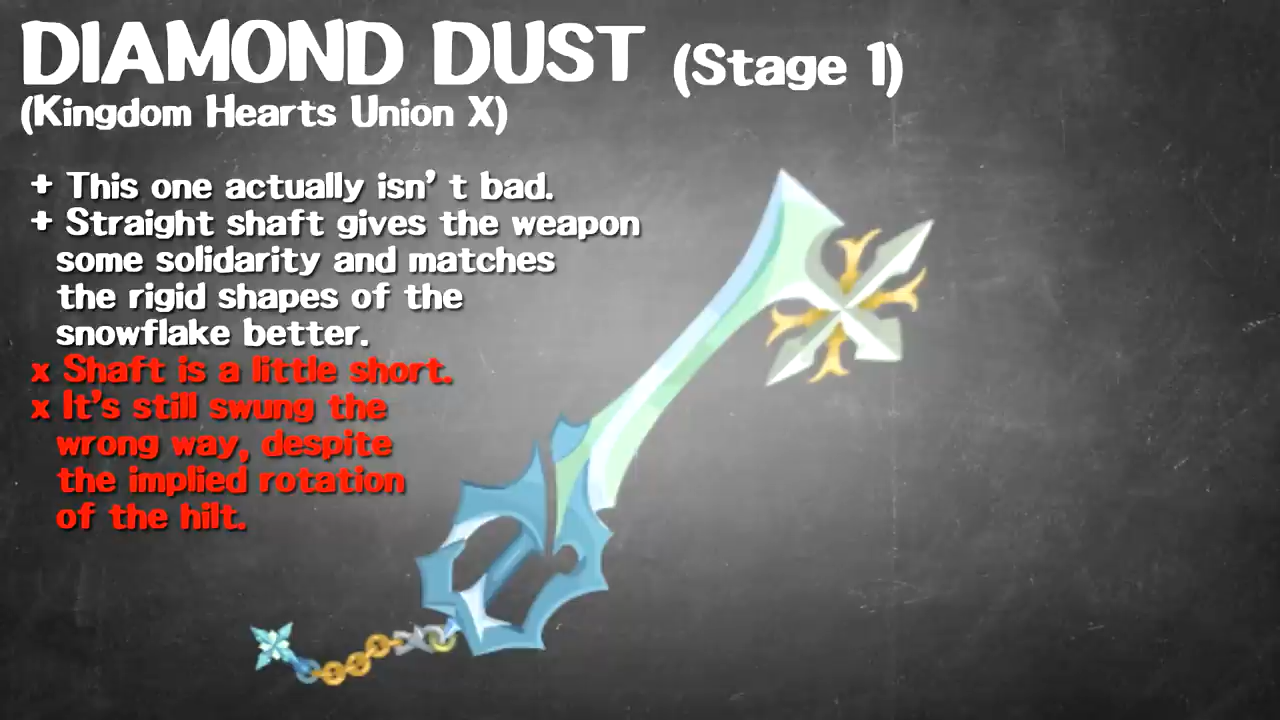 DIAMOND DUST (Stage 1)
(Kingdom Hearts Union X)
+ This one actually isn't bad.
+ Straight shaft gives the weapon
some solidarity and matches
the rigid shapes of the
snowflake better.
x Shaft is a little short.
x It's still swung the
wrong way, despite
the implied rotation
of the hilt.